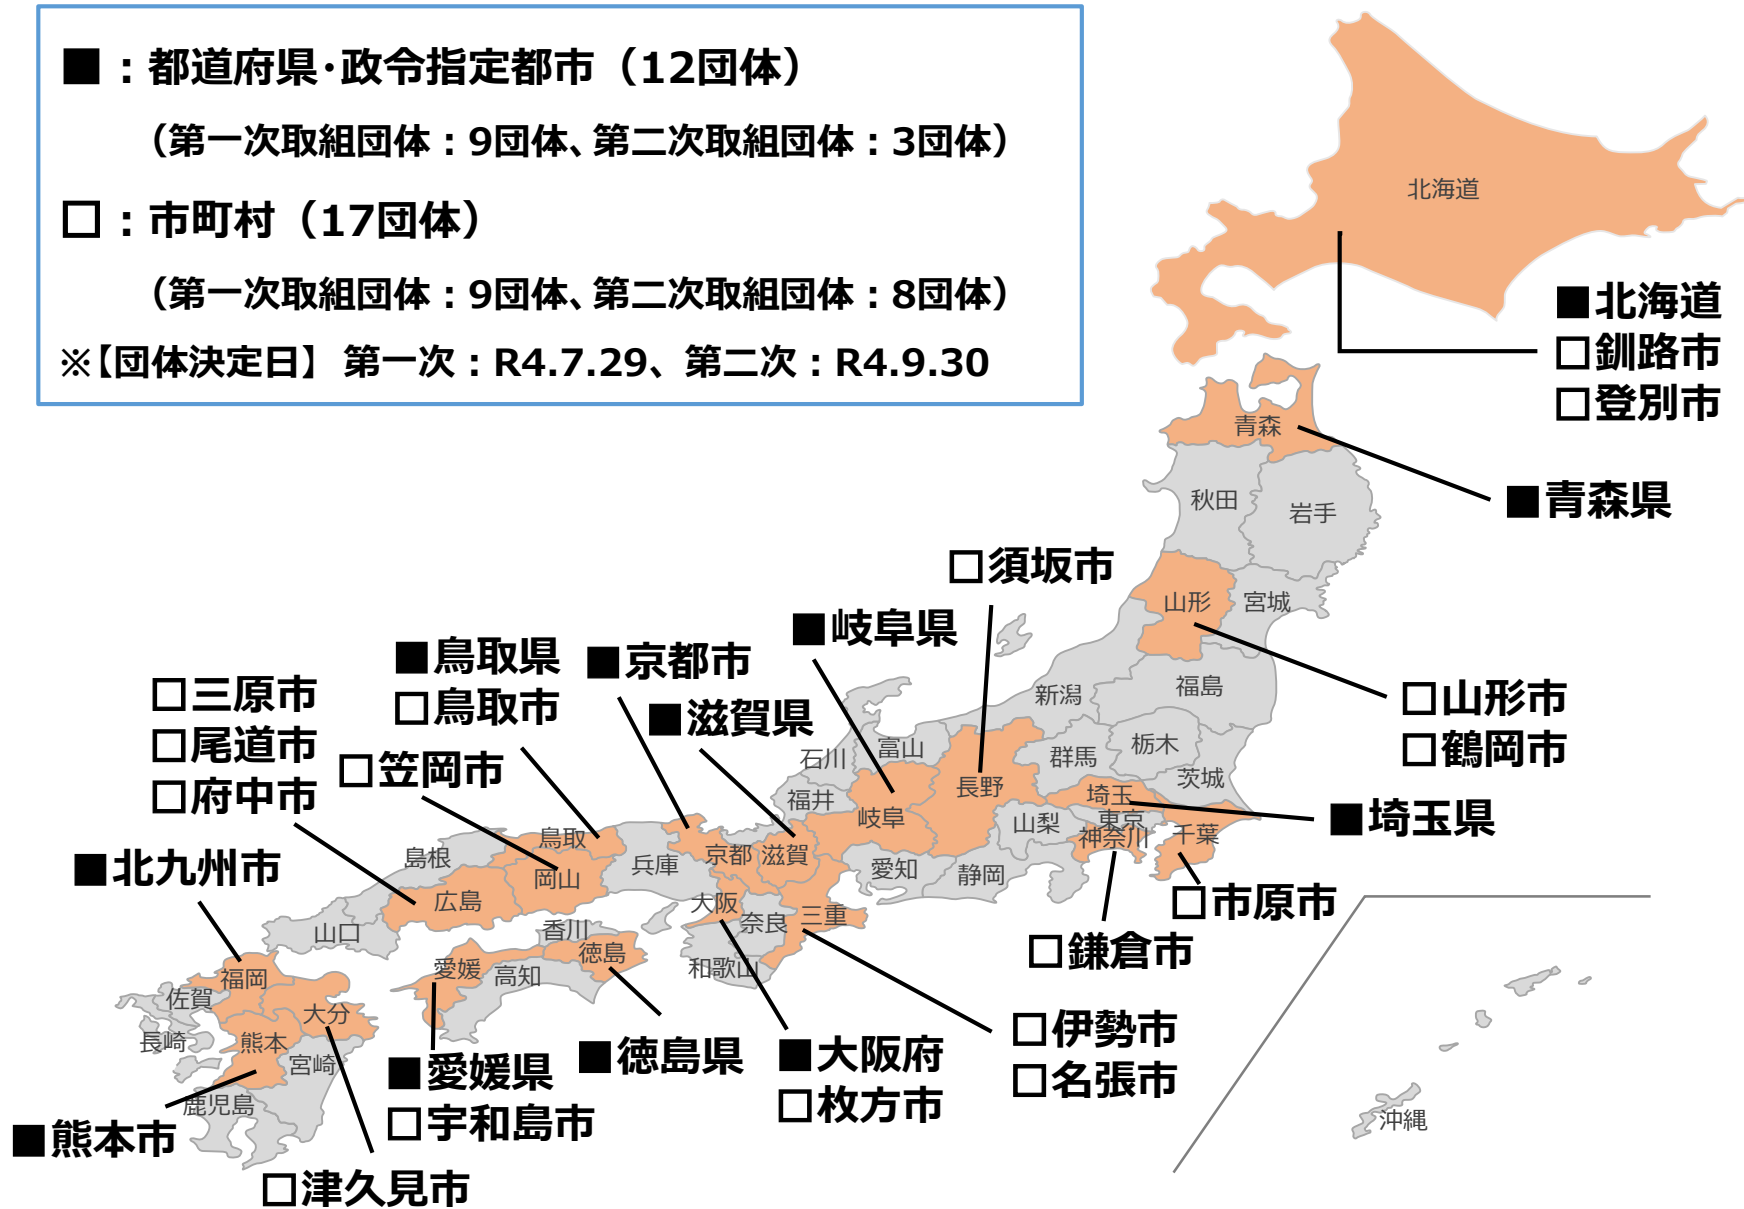 ■：都道府県･政令指定都市（12団体）
（第一次取組団体：9団体、第二次取組団体：3団体）
□：市町村（17団体）
（第一次取組団体：9団体、第二次取組団体：8団体）
※【団体決定日】 第一次：R4.7.29、第二次：R4.9.30
北海道
■北海道
□釧路市
□登別市
青森
■青森県
秋田
岩手
□須坂市
山形
宮城
■岐阜県
■鳥取県
□鳥取市
■京都市
■滋賀県
□三原市
□尾道市
□府中市
□笠岡市
新潟
福島
□山形市
□鶴岡市
石川
富山
群馬
栃木
茨城
福井
長野
埼玉
■埼玉県
岐阜
山梨
東京
神奈川
千葉
鳥取
島根
岡山
兵庫
京都
滋賀
愛知
静岡
■北九州市
広島
大阪
奈良
三重
□市原市
山口
香川
徳島
和歌山
□鎌倉市
愛媛
高知
福岡
佐賀
大分
長崎
熊本
宮崎
鹿児島
□伊勢市
□名張市
■愛媛県
□宇和島市
■徳島県
■大阪府
□枚方市
沖縄
■熊本市
□津久見市